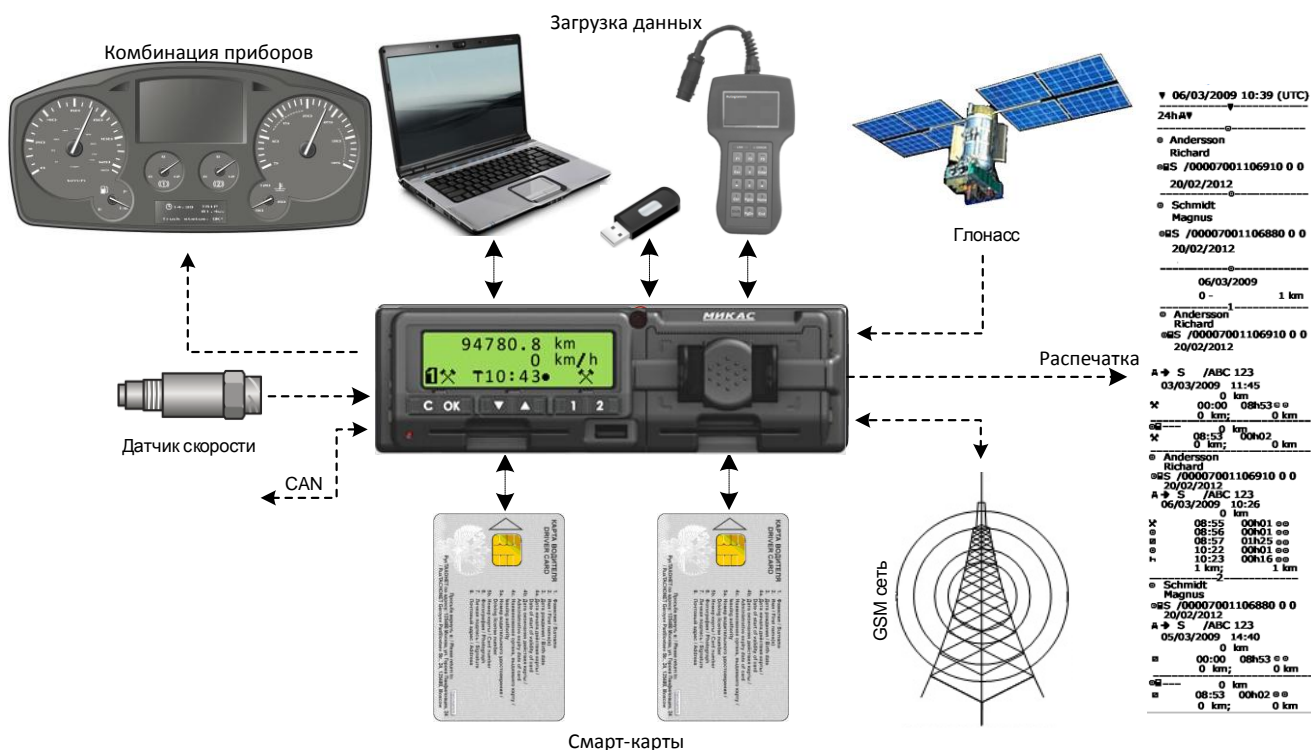 Загрузка данных
Комбинация приборов
Глонасс
МИКАС
94780.8 km
0 km/h
1 10:43
C OK 1 2
Датчик скорости
CAN
Распечатка
GSM сеть
КАРТА ВОДИТЕЛЯ
DRIVER CARD
КАРТА ВОДИТЕЛЯ
DRIVER CARD
Смарт-карты
▼ 06/03/2009 10:39 (UTC)
24h
Andersson
Richard
S /00007001106910 0 0
20/02/2012
Schmidt
Magnus
S /00007001106880 0 0
20/02/2012
06/03/2009
0 - 1 km
1
Andersson
Richard
S /00007001106910 0 0
20/02/2012
S /ABC 123
03/03/2009 11:45
0 km
00:00 08h53
0 km; 0 km
0 km
08:53 00h02
0 km; 0 km
Andersson
Richard
S /00007001106910 0 0
20/02/2012
S /ABC 123
06/03/2009 10:26
0 km
08:55 00h01
08:56 00h01
08:57 01h25
10:22 00h01
10:23 00h16
1 km; 1 km
2
Schmidt
Magnus
S /00007001106880 0 0
20/02/2012
S /ABC 123
05/03/2009 14:40
0 km
00:00 08h53
0 km; 0 km
0 km
08:53 00h02
0 km; 0 km